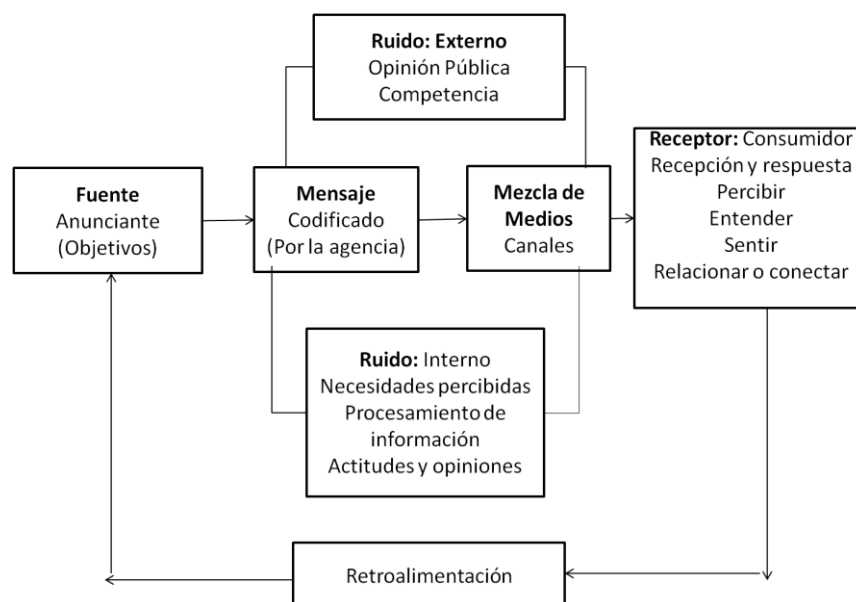 Ruido: Externo
Opinión Pública
Competencia
Fuente
Anunciante
(Objetivos)
Mensaje
Codificado
(Por la agencia)
Mezcla de
Medios
Canales
Receptor: Consumidor
Recepción y respuesta
Percibir
Entender
Sentir
Relacionar o conectar
Ruido: Interno
Necesidades percibidas
Procesamiento de
información
Actitudes y opiniones
Retroalimentación